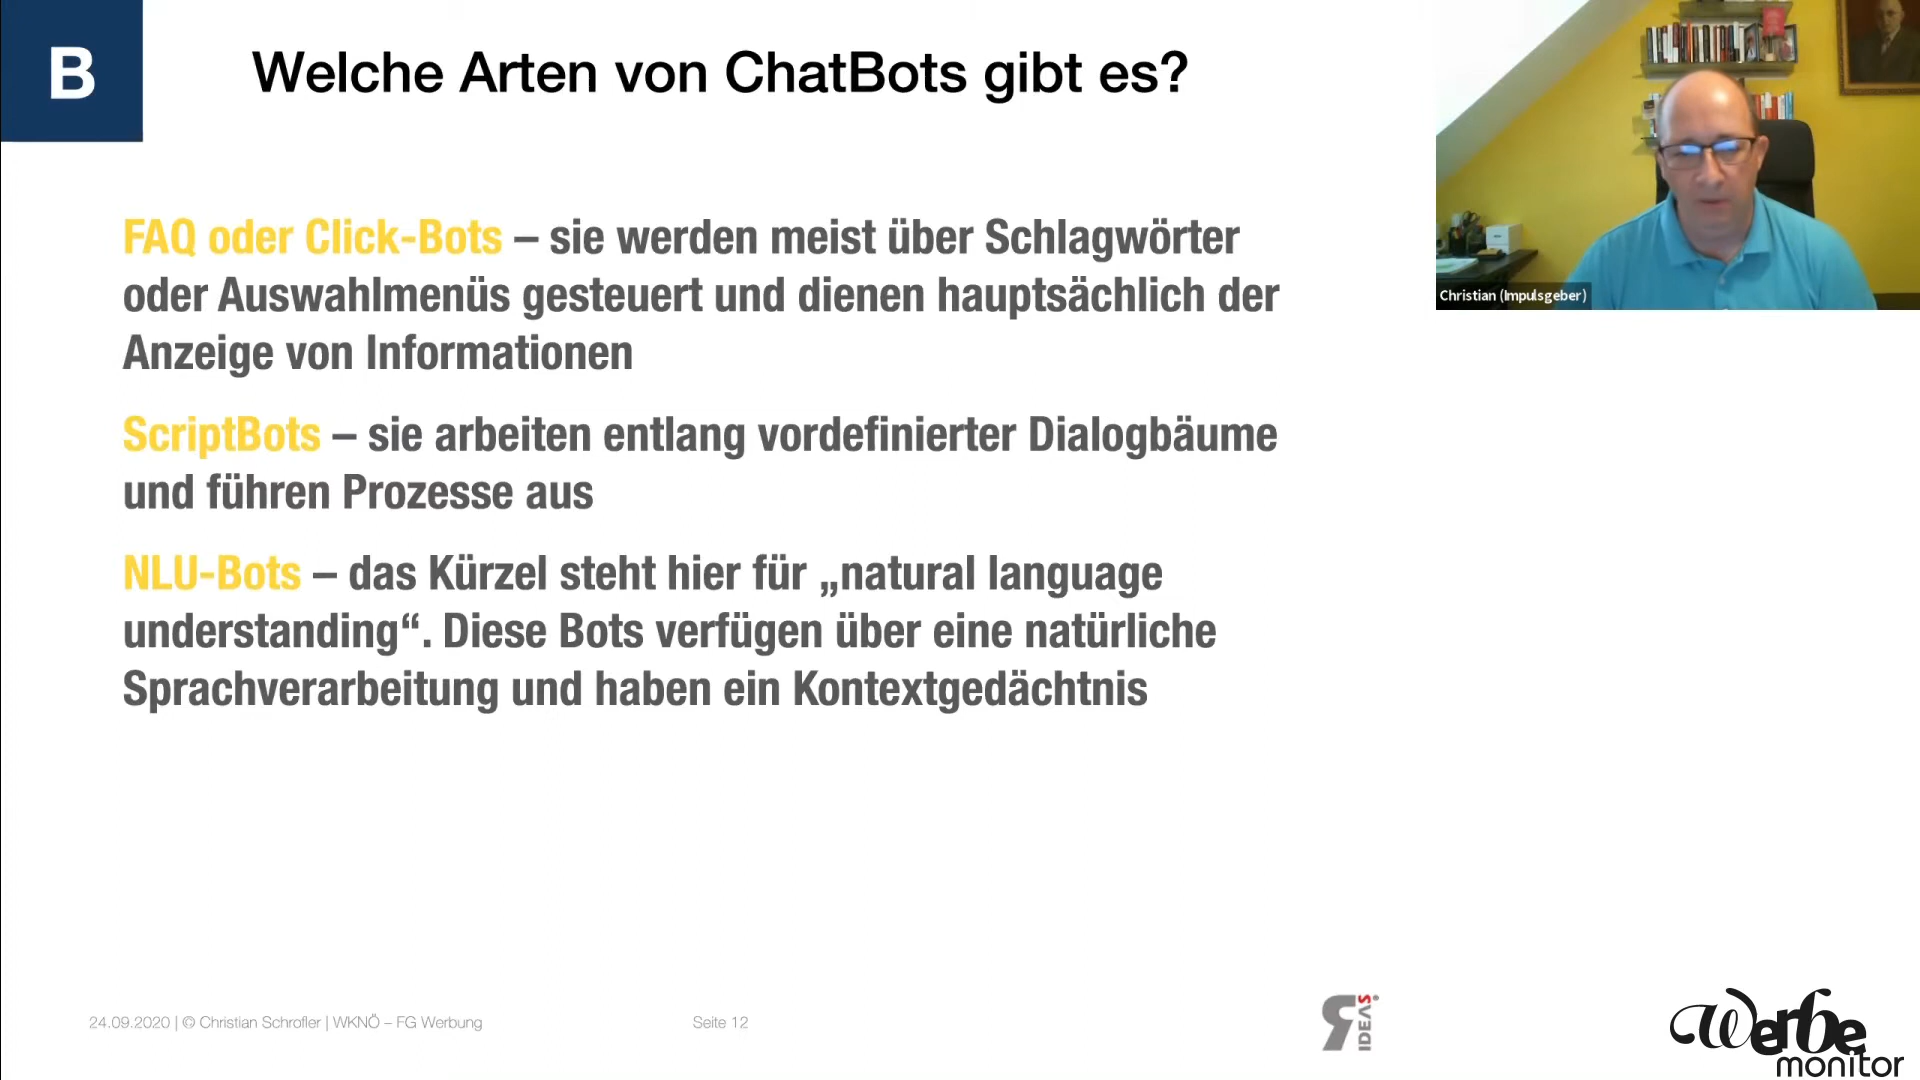 B
Welche Arten von ChatBots gibt es?
FAQ oder Click-Bots – sie werden meist über Schlagwörter
oder Auswahlmenüs gesteuert und dienen hauptsächlich der
Anzeige von Informationen
ScriptBots – sie arbeiten entlang vordefinierter Dialogbäume
und führen Prozesse aus
NLU-Bots – das Kürzel steht hier für „natural language
understanding“. Diese Bots verfügen über eine natürliche
Sprachverarbeitung und haben ein Kontextgedächtnis
Christian (Impulsgeber)
24.09.2020 | © Christian Schrofler | WKNÖ – FG Werbung
Seite 12
IDEAS
Werbe
monitor